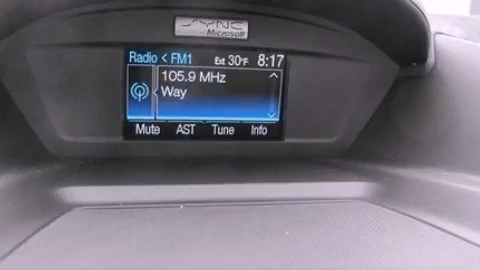 SYNC
Microsoft
Radio < FM1 Ext 30°F 8:17
105.9 MHz
Way
Mute AST Tune Info